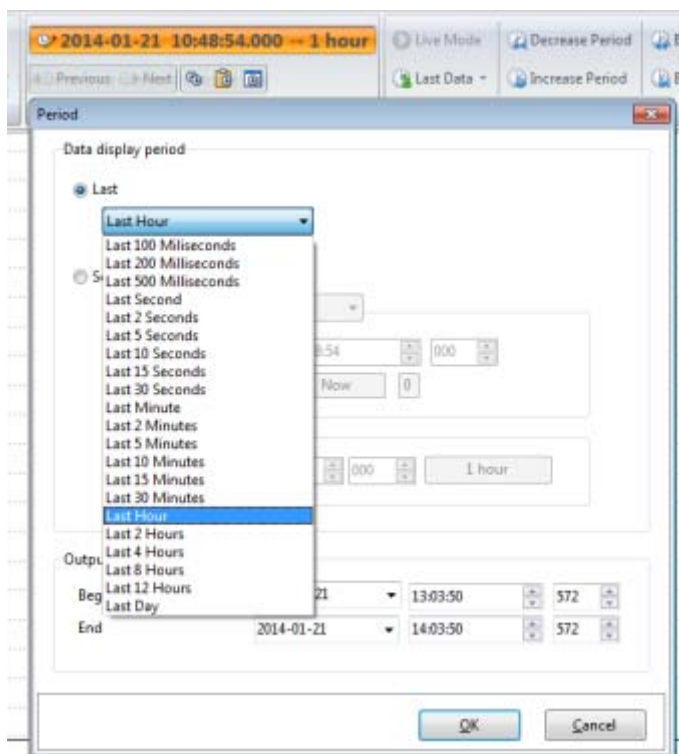 2014-01-21 10:48:54.000 -- 1 hour
Live Mode
Decrease Period
Previous
Next
Last Data
Increase Period
Period
Data display period
Last
Last Hour
Last 100 Miliseconds
Last 200 Milliseconds
Last 500 Milliseconds
Last Second
Last 2 Seconds
Last 5 Seconds
Last 10 Seconds
Last 15 Seconds
Last 30 Seconds
Last Minute
Last 2 Minutes
Last 5 Minutes
Last 10 Minutes
Last 15 Minutes
Last 30 Minutes
Last Hour
Last 2 Hours
Last 4 Hours
Last 8 Hours
Last 12 Hours
Last Day
8:54
000
Now
0
000
1 hour
Outpu
Beg
21
13:03:50
572
End
2014-01-21
14:03:50
572
OK
Cancel